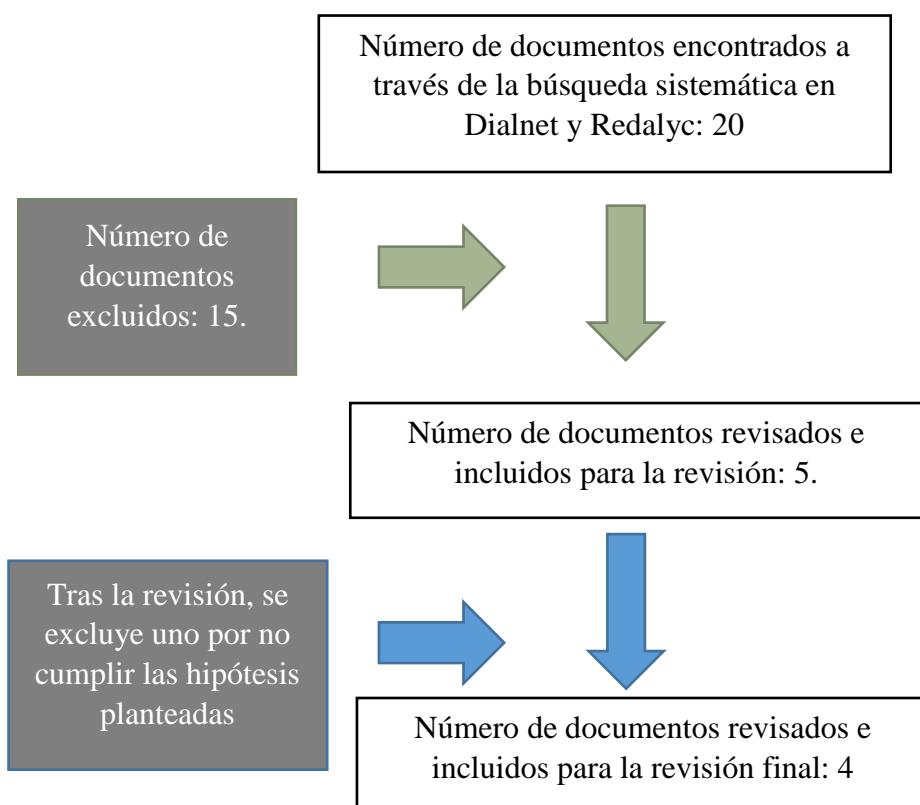 Número de documentos encontrados a
través de la búsqueda sistemática en
Dialnet y Redalyc: 20
Número de
documentos
excluidos: 15.
Número de documentos revisados e
incluidos para la revisión: 5.
Tras la revisión, se
excluye uno por no
cumplir las hipótesis
planteadas
Número de documentos revisados e
incluidos para la revisión final: 4